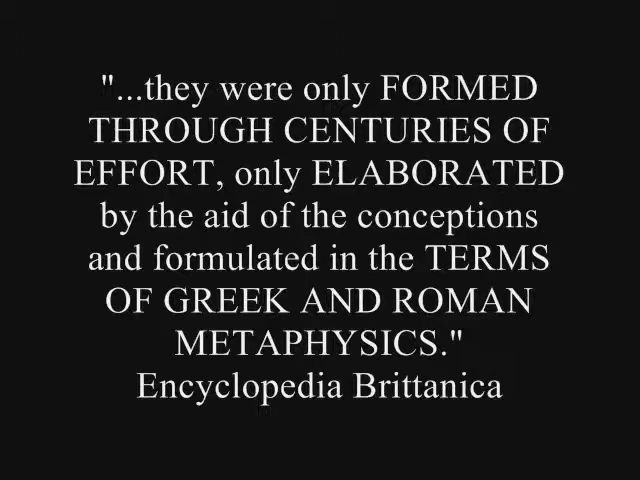 "...they were only FORMED
THROUGH CENTURIES OF
EFFORT, only ELABORATED
by the aid of the conceptions
and formulated in the TERMS
OF GREEK AND ROMAN
METAPHYSICS."
Encyclopedia Brittanica